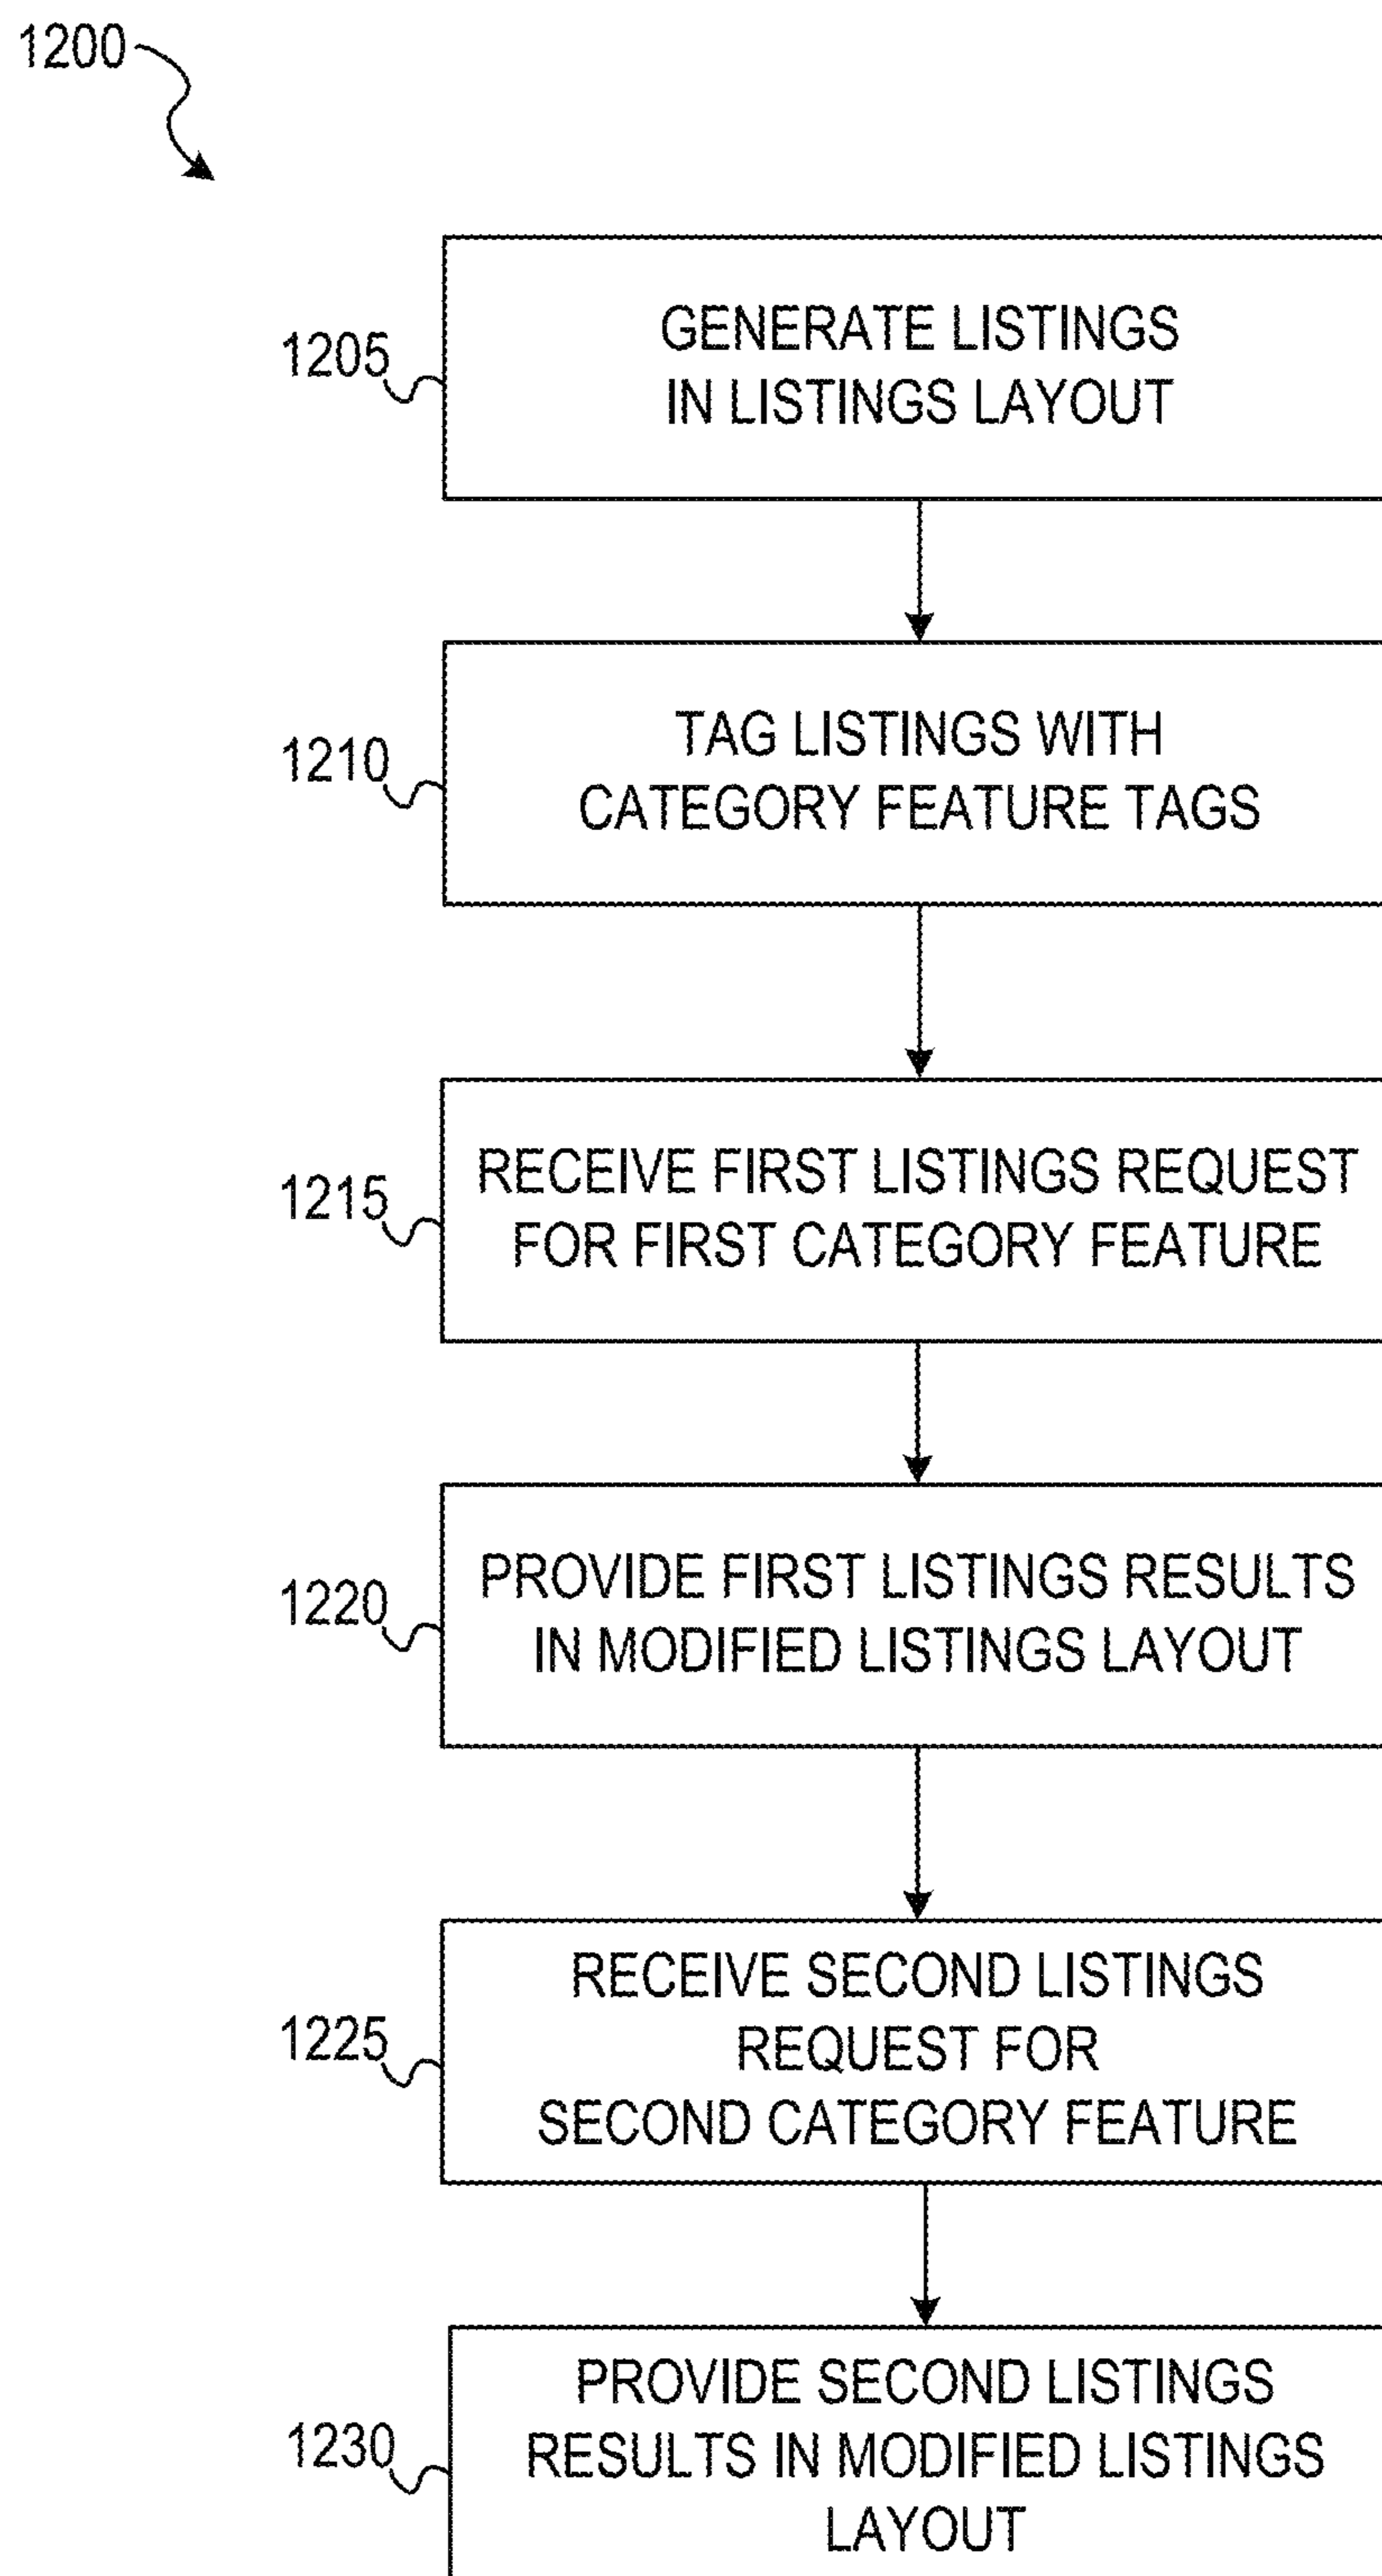 1200
1205
GENERATE LISTINGS
IN LISTINGS LAYOUT
1210
TAG LISTINGS WITH
CATEGORY FEATURE TAGS
1215
RECEIVE FIRST LISTINGS REQUEST
FOR FIRST CATEGORY FEATURE
1220
PROVIDE FIRST LISTINGS RESULTS
IN MODIFIED LISTINGS LAYOUT
1225
RECEIVE SECOND LISTINGS
REQUEST FOR
SECOND CATEGORY FEATURE
1230
PROVIDE SECOND LISTINGS
RESULTS IN MODIFIED LISTINGS
LAYOUT